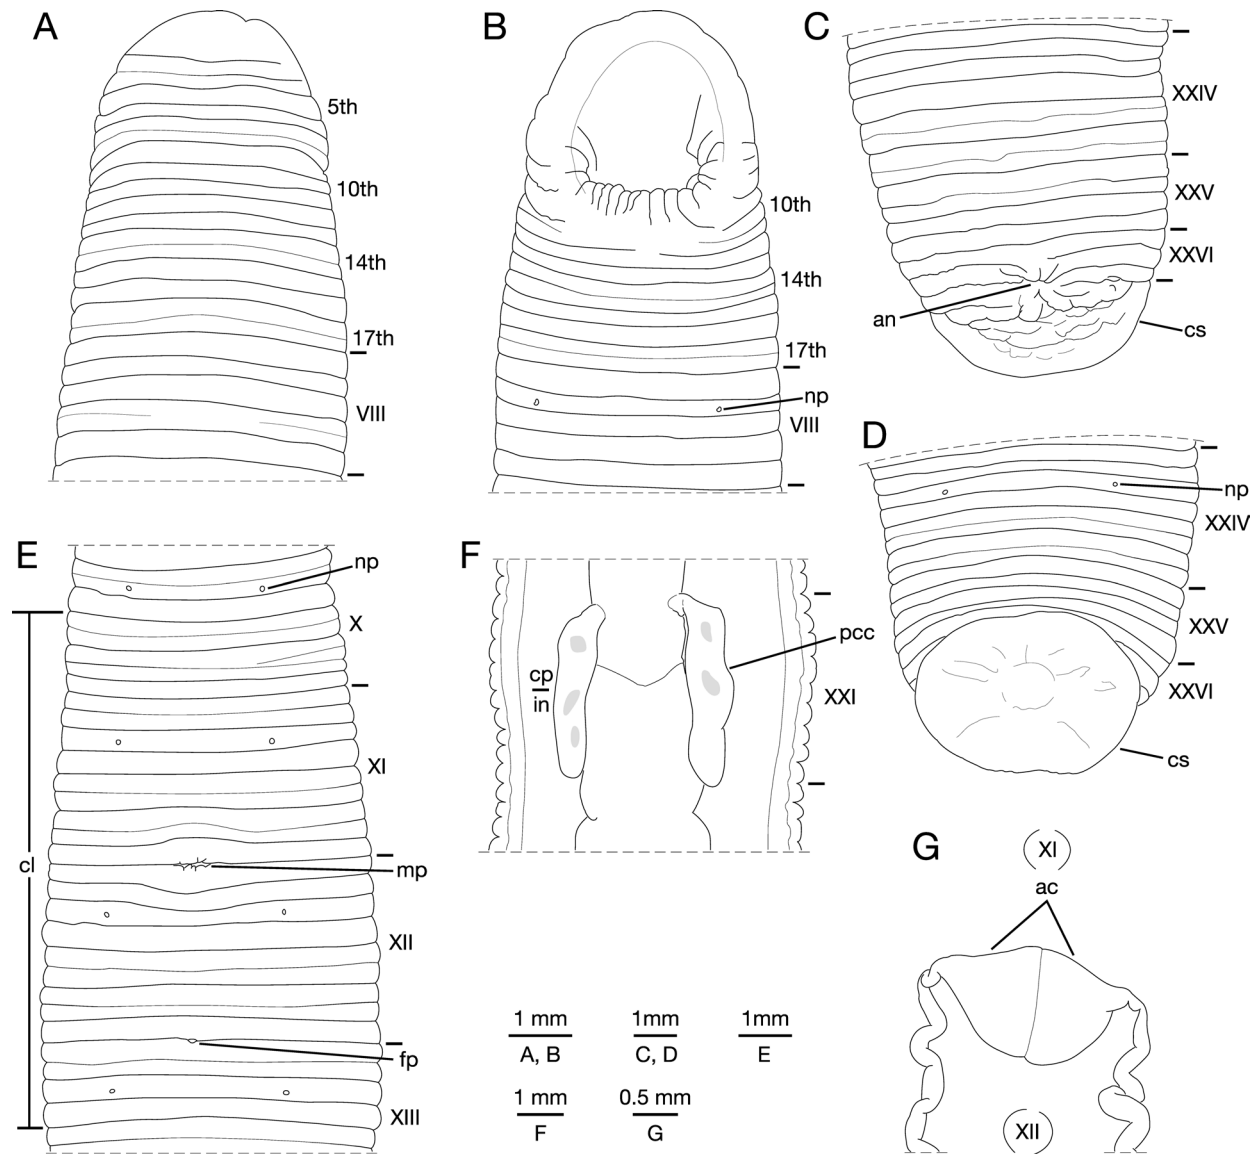 A
5th
10th
14th
17th
VIII
B
10th
14th
17th
np
VIII
C
XXIV
XXV
XXVI
an
cs
D
np
XXIV
XXV
XXVI
cs
E
np
X
XI
cl
mp
XII
fp
XIII
F
pcc
cp
in
XXI
G
XI
ac
XII
1 mm
A, B
1mm
C, D
1mm
E
1 mm
F
0.5 mm
G